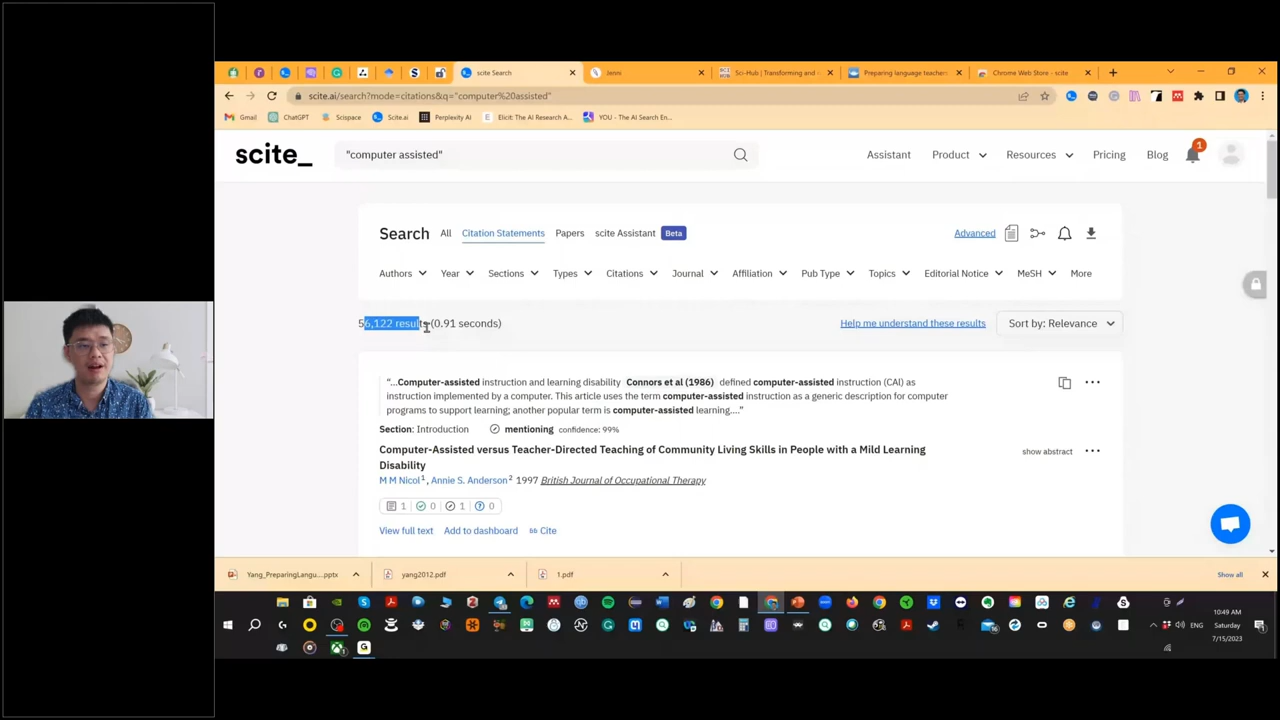 scite Search
Jenni
Sci-Hub | Transforming and
Preparing language teachers
Chrome Web Store - scite
scite.ai/search?mode=citations&q="computer%20assisted"
Gmail
ChatGPT
Scispace
Scite.ai
Perplexity AI
Elicit: The AI Research A...
YOU - The AI Search En...
scite_
"computer assisted"
Assistant
Product
Resources
Pricing
Blog
1
Search
All
Citation Statements
Papers
scite Assistant
Beta
Advanced
Authors
Year
Sections
Types
Citations
Journal
Affiliation
Pub Type
Topics
Editorial Notice
MeSH
More
56,122 results (0.91 seconds)
Help me understand these results
Sort by: Relevance
"...Computer-assisted instruction and learning disability Connors et al (1986) defined computer-assisted instruction (CAI) as
instruction implemented by a computer. This article uses the term computer-assisted instruction as a generic description for computer
programs to support learning; another popular term is computer-assisted learning...."
Section: Introduction
mentioning confidence: 99%
Computer-Assisted versus Teacher-Directed Teaching of Community Living Skills in People with a Mild Learning
Disability
show abstract
M M Nicol1, Annie S. Anderson2 1997 British Journal of Occupational Therapy
1 0 1 0
View full text
Add to dashboard
Cite
Yang_PreparingLangu....pptx
yang2012.pdf
1.pdf
Show all
10:49 AM
ENG
Saturday
7/15/2023